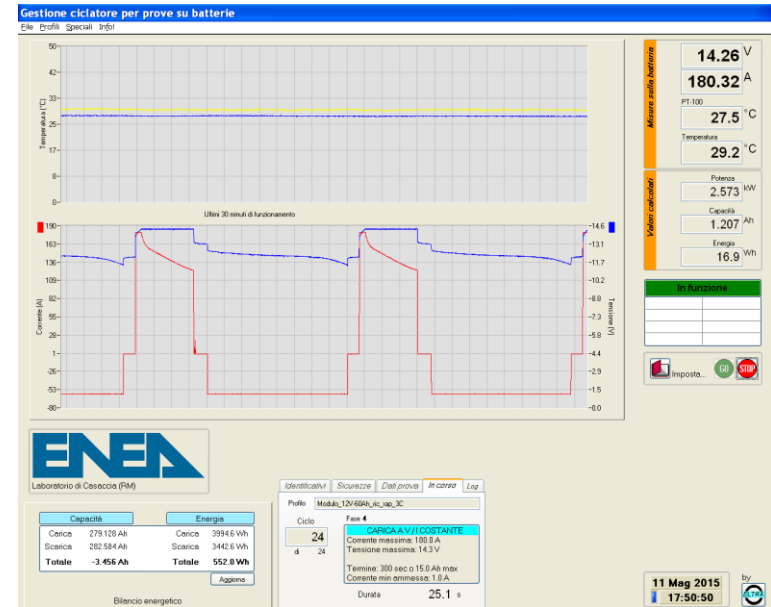 Gestione ciclatore per prove su batterie
File Profili Speciali Info!
50-
42-
33-
25-
17-
8-
0-
Temperatura (°C)
Ultimi 30 minuti di funzionamento
190-
163-
136-
109-
82-
55-
28-
1-
-26-
-53-
-80-
Corrente [A]
-14.6
-13.1
-11.7
-10.2
-8.8
-7.3
-5.8
-4.4
-2.9
-1.5
-0.0
Tensione [V]
Misure sulla batteria
14.26 V
180.32 A
PT-100
27.5 °C
Temperatura
29.2 °C
Valori calcolati
Potenza
2.573 kW
Capacità
1.207 Ah
Energia
16.9 Wh
In funzione
Imposta... GO STOP
ENEA
Laboratorio di Casaccia (RM)
Capacità Energia
Carica 279.128 Ah Carica 3994.6 Wh
Scarica 282.584 Ah Scarica 3442.6 Wh
Totale -3.456 Ah Totale 552.0 Wh
Aggiorna
Bilancio energetico
Identificativi Sicurezze Dati prova In corso Log
Profilo Modulo_12V-60Ah_ric_rap_3C
Ciclo Fase 4
24
di 24
CARICA A V / I COSTANTE
Corrente massima: 180.0 A
Tensione massima: 14.3 V
Termine: 300 sec o 15.0 Ah max
Corrente min ammessa: 1.0 A
Durata 25.1 s
11 Mag 2015
17:50:50
by
ELTRA